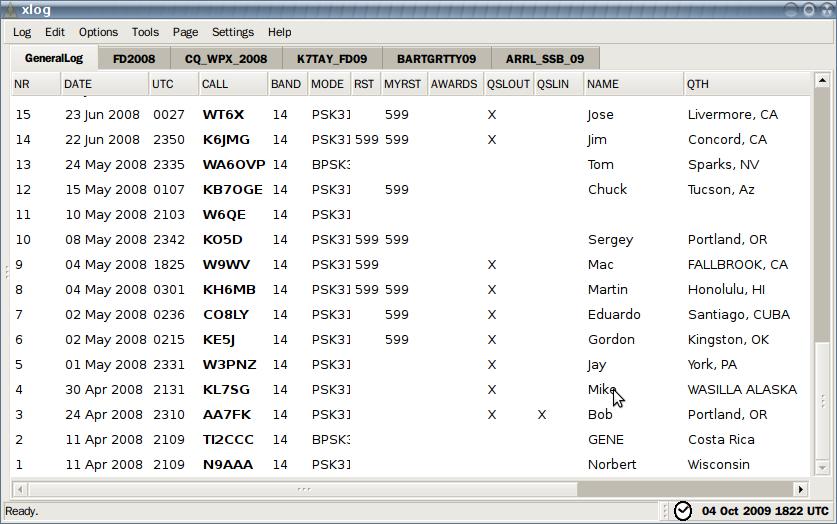 xlog
Log Edit Options Tools Page Settings Help
GeneralLog FD2008 CQ_WPX_2008 K7TAY_FD09 BARTGRTTY09 ARRL_SSB_09
NR DATE UTC CALL BAND MODE RST MYRST AWARDS QSLOUT QSLIN NAME QTH
15 23 Jun 2008 0027 WT6X 14 PSK31 599 X Jose Livermore, CA
14 22 Jun 2008 2350 K6JMG 14 PSK31 599 599 X Jim Concord, CA
13 24 May 2008 2335 WA6OVP 14 BPSK3 Tom Sparks, NV
12 15 May 2008 0107 KB7OGE 14 PSK31 599 Chuck Tucson, Az
11 10 May 2008 2103 W6QE 14 PSK31
10 08 May 2008 2342 KO5D 14 PSK31 599 599 Sergey Portland, OR
9 04 May 2008 1825 W9WV 14 PSK31 599 X Mac FALLBROOK, CA
8 04 May 2008 0301 KH6MB 14 PSK31 599 599 X Martin Honolulu, HI
7 02 May 2008 0236 CO8LY 14 PSK31 599 X Eduardo Santiago, CUBA
6 02 May 2008 0215 KE5J 14 PSK31 599 X Gordon Kingston, OK
5 01 May 2008 2331 W3PNZ 14 PSK31 X Jay York, PA
4 30 Apr 2008 2131 KL7SG 14 PSK31 X Mike WASILLA ALASKA
3 24 Apr 2008 2310 AA7FK 14 PSK31 X X Bob Portland, OR
2 11 Apr 2008 2109 TI2CCC 14 BPSK3 GENE Costa Rica
1 11 Apr 2008 2109 N9AAA 14 PSK31 Norbert Wisconsin
Ready. 04 Oct 2009 1822 UTC